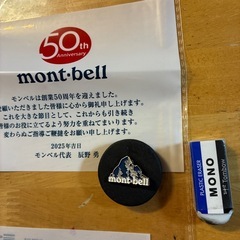 50th
Anniversary
mont·bell
モンベルは創業50周年を迎えました。
愛顧いただきました皆様に心から御礼申し上げます。
これを大きな節目として、これからも引き続き
皆様のお役に立てるよう努力を重ねてまいります。
変わらぬご指導ご鞭撻をお願い申し上げます。
2025年吉日
モンベル代表 辰野 勇
mont·bell
PLASTIC ERASER
MONO
TOMBOW